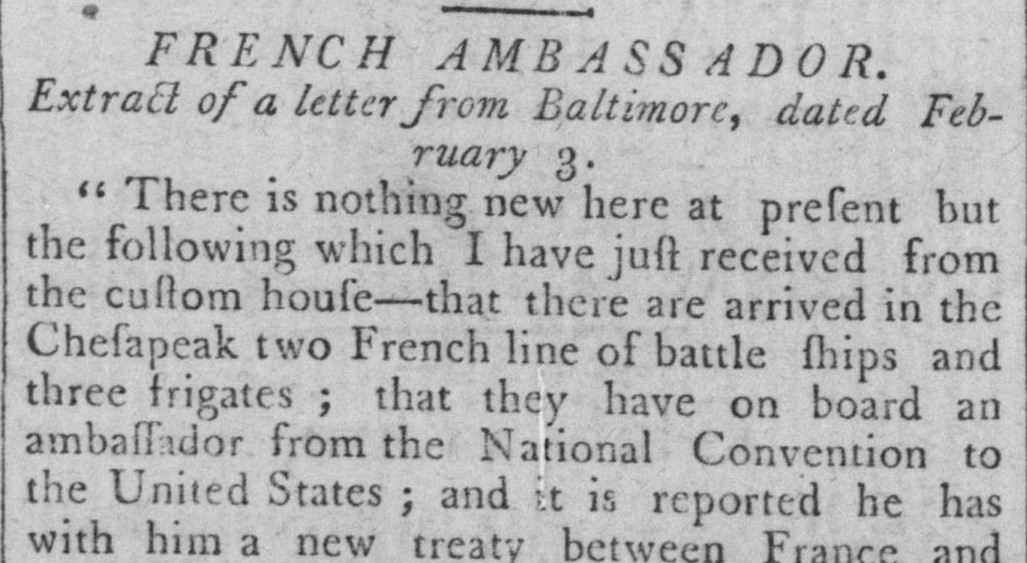 FRENCH AMBASSADOR.
Extract of a letter from Baltimore, dated Feb-
ruary 3.
“ There is nothing new here at preſent but
the following which I have juſt received from
the cuſtom houſe—that there are arrived in the
Cheſapeak two French line of battle ſhips and
three frigates ; that they have on board an
ambaſſador from the National Convention to
the United States ; and it is reported he has
with him a new treaty between France and